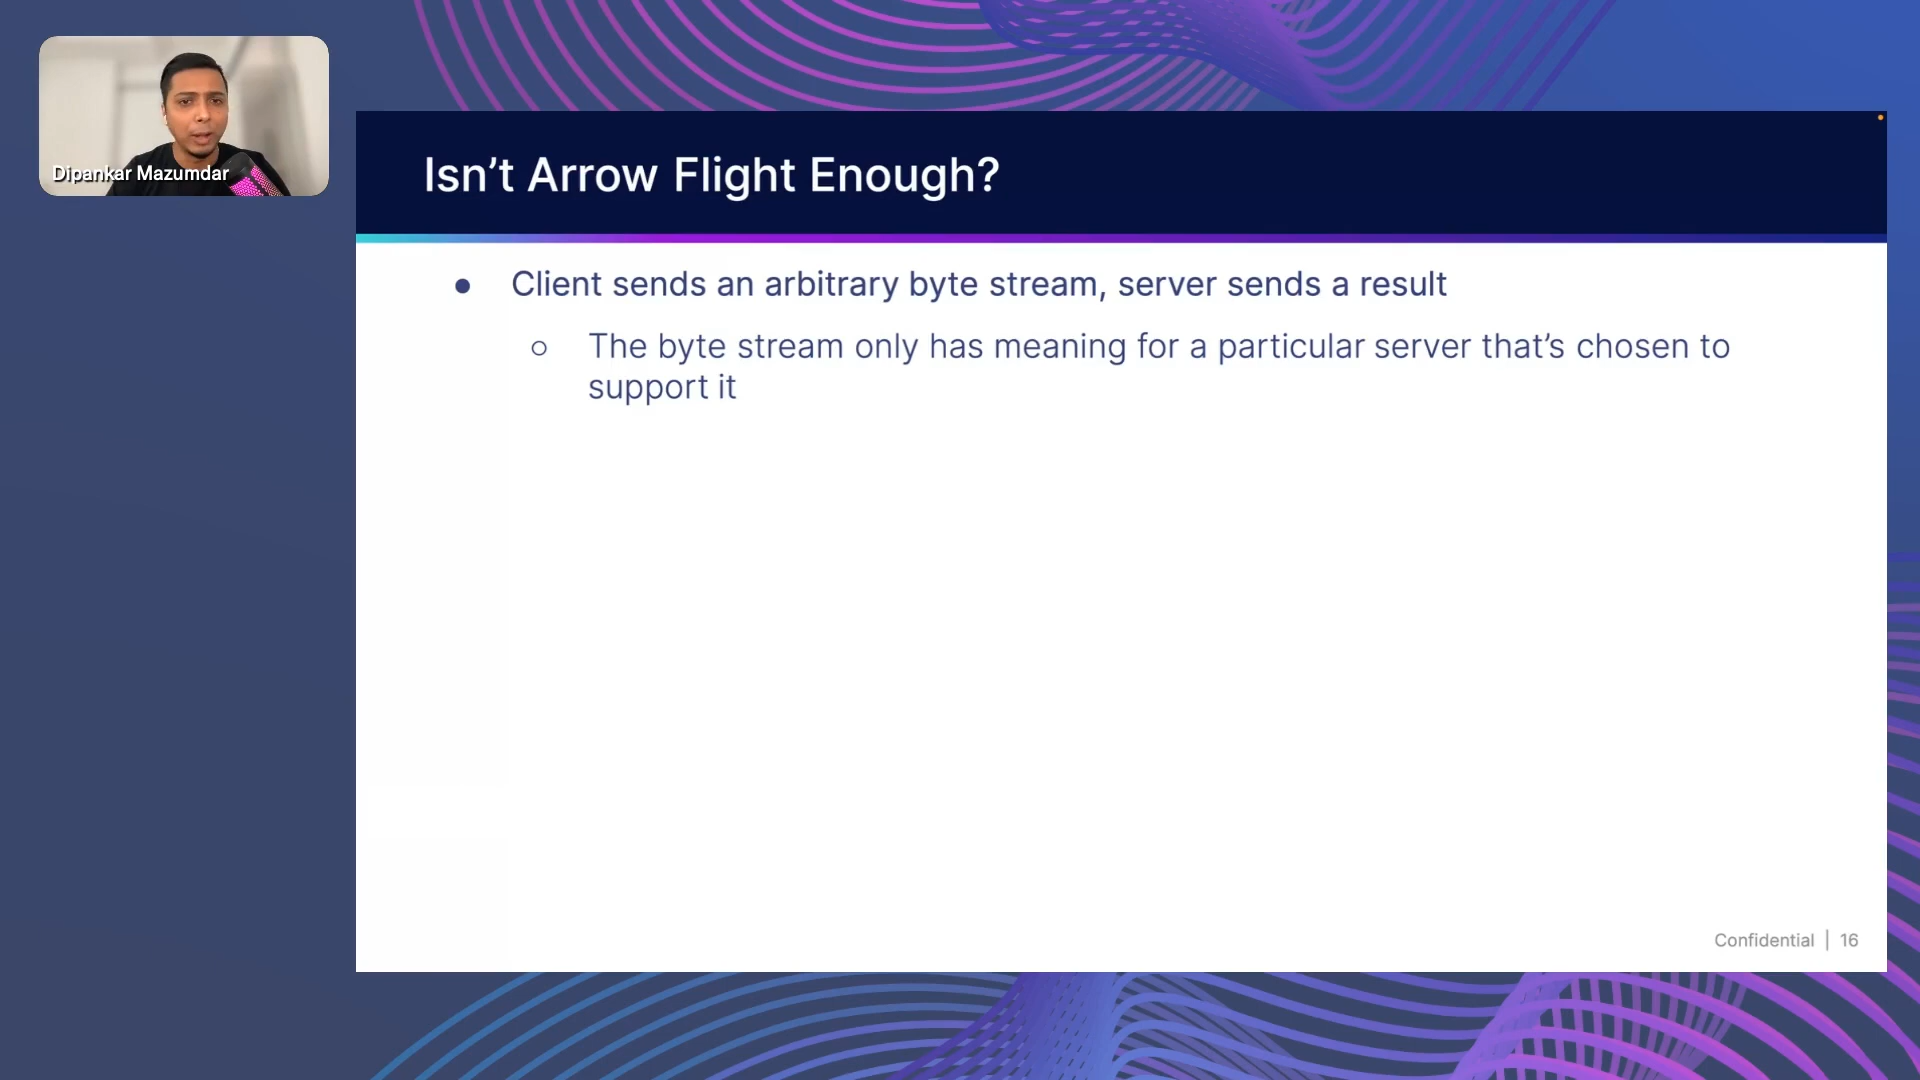 Dipankar Mazumdar
Isn’t Arrow Flight Enough?
● Client sends an arbitrary byte stream, server sends a result
○ The byte stream only has meaning for a particular server that’s chosen to
support it
Confidential | 16